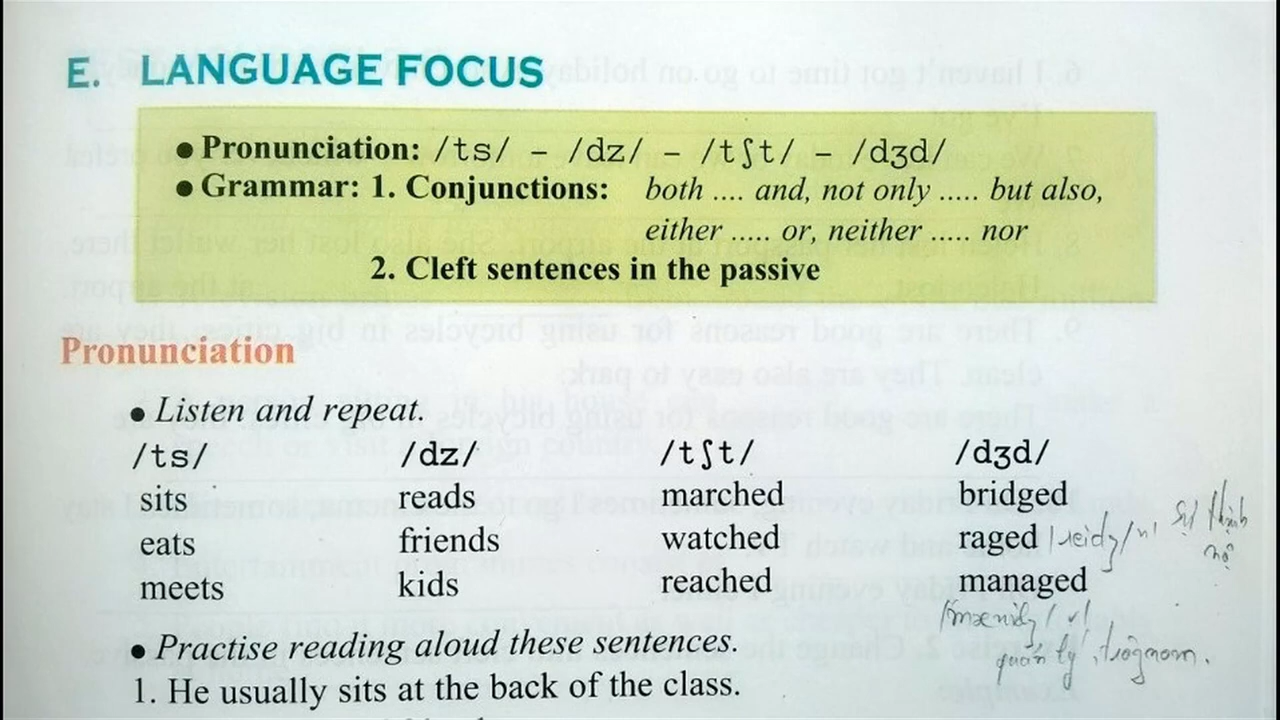 E. LANGUAGE FOCUS
● Pronunciation: /ts/ – /dz/ – /tʃt/ – /dʒd/
● Grammar: 1. Conjunctions: both .... and, not only ..... but also,
either ..... or, neither ..... nor
2. Cleft sentences in the passive
Pronunciation
● Listen and repeat.
/ts/ /dz/ /tʃt/ /dʒd/
sits reads marched bridged
eats friends watched raged
meets kids reached managed
quản lý
● Practise reading aloud these sentences.
1. He usually sits at the back of the class.